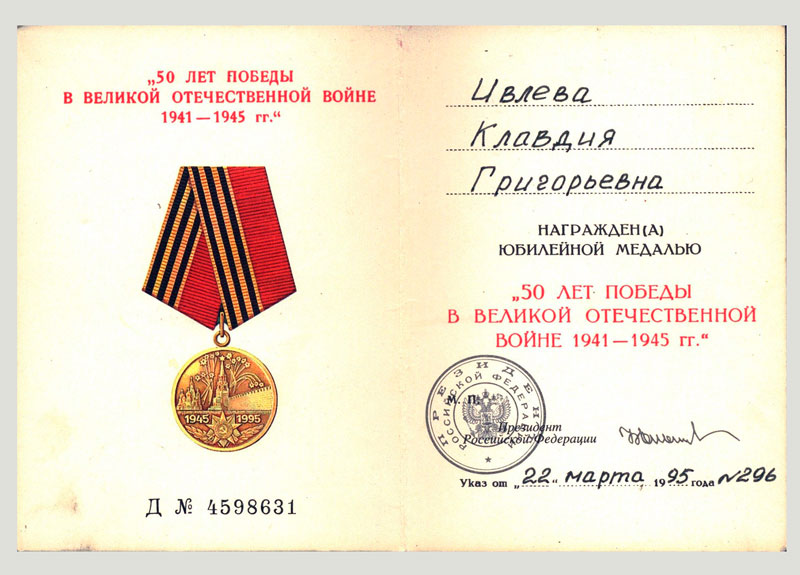 „50 ЛЕТ ПОБЕДЫ
В ВЕЛИКОЙ ОТЕЧЕСТВЕННОЙ ВОЙНЕ
1941—1945 гг.“
1945 1995
Д № 4598631
Ивлева
Клавдия
Григорьевна
НАГРАЖДЕН(А)
ЮБИЛЕЙНОЙ МЕДАЛЬЮ
„50 ЛЕТ ПОБЕДЫ
В ВЕЛИКОЙ ОТЕЧЕСТВЕННОЙ
ВОЙНЕ 1941—1945 гг.“
ПРЕЗИДЕНТ
РОССИЙСКОЙ ФЕДЕРАЦИИ
М. П.
Президент
Российской Федерации
Указ от „22“ марта 1995 года №296